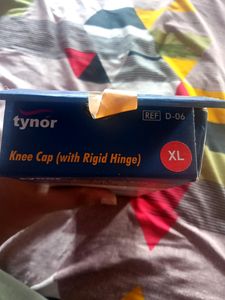 tynor
REF D-06
Knee Cap (with Rigid Hinge)
XL